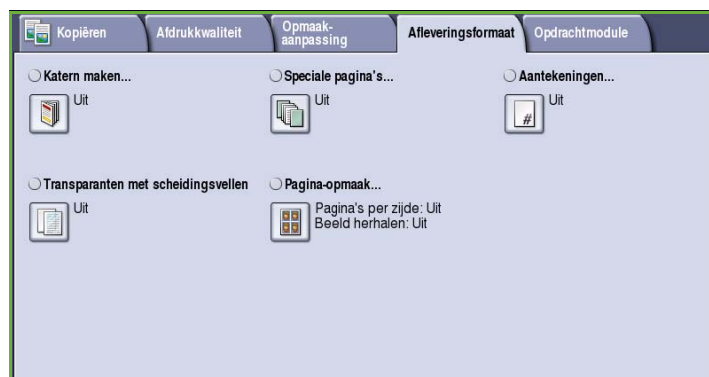 Kopiëren
Afdrukkwaliteit
Opmaak-
aanpassing
Afleveringsformaat
Opdrachtmodule
Katern maken...
Uit
Speciale pagina's...
Uit
Aantekeningen...
Uit
#
Transparanten met scheidingsvellen
Uit
Pagina-opmaak...
Pagina's per zijde: Uit
Beeld herhalen: Uit